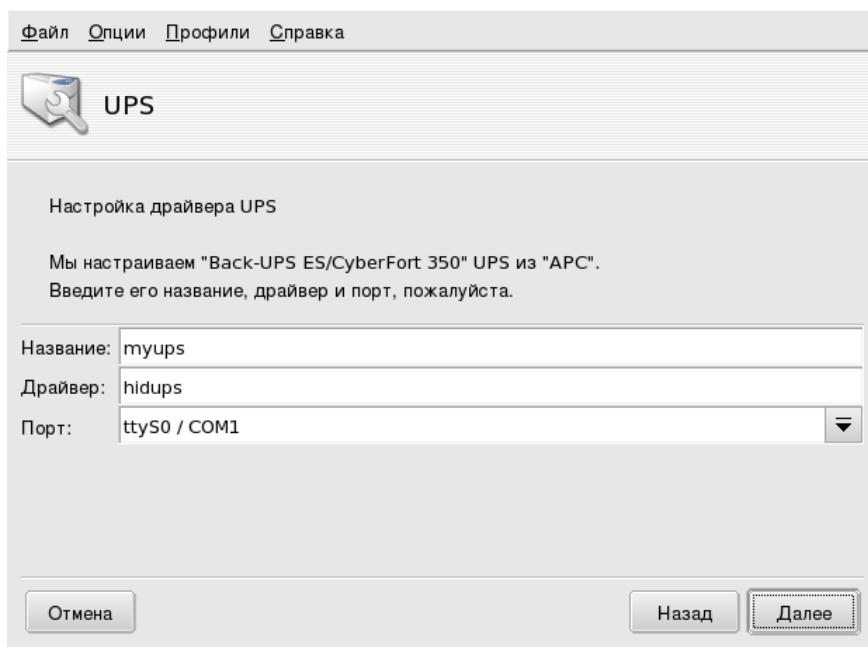 Файл Опции Профили Справка
UPS
Настройка драйвера UPS
Мы настраиваем "Back-UPS ES/CyberFort 350" UPS из "APC".
Введите его название, драйвер и порт, пожалуйста.
Название: myups
Драйвер: hidups
Порт: ttyS0 / COM1
Отмена Назад Далее